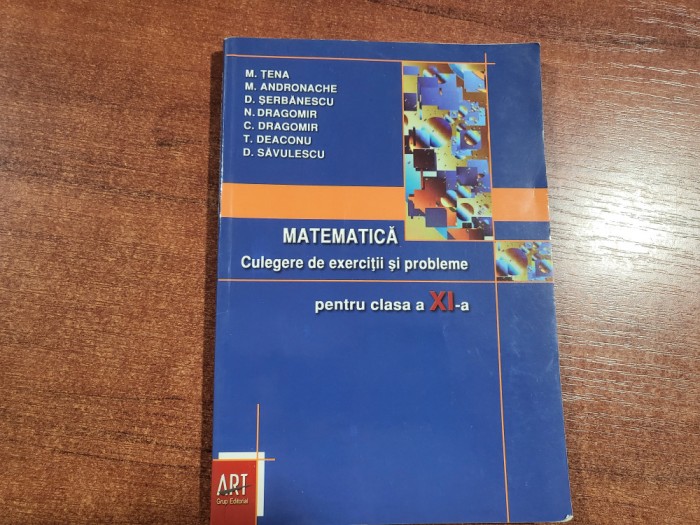 M. ȚENA
M. ANDRONACHE
D. ȘERBĂNESCU
N. DRAGOMIR
C. DRAGOMIR
T. DEACONU
D. SĂVULESCU
MATEMATICĂ
Culegere de exerciții și probleme
pentru clasa a XI-a
ART
Grup Editorial